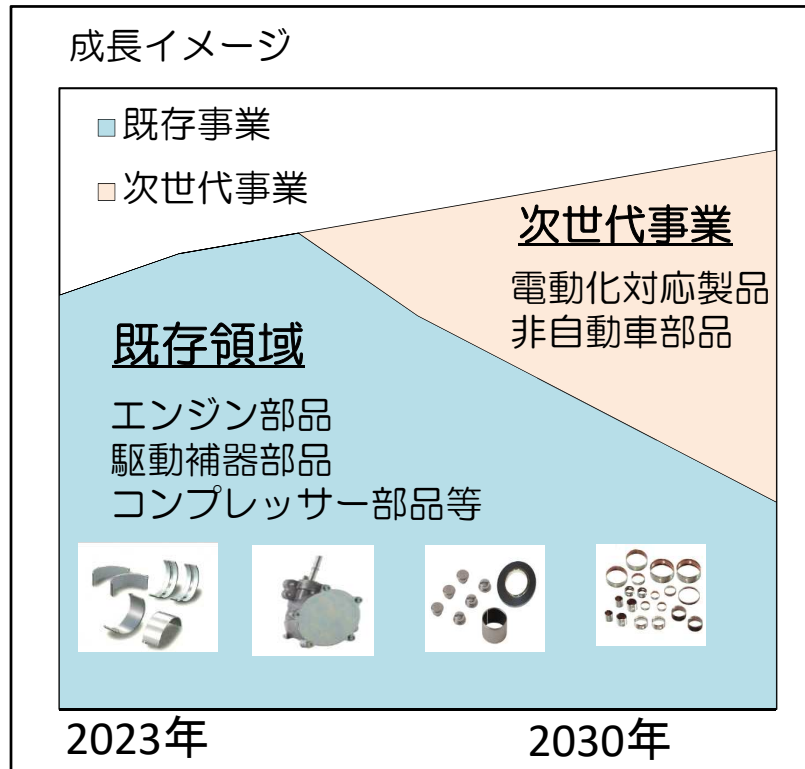 成長イメージ
既存事業
次世代事業
次世代事業
電動化対応製品
非自動車部品
既存領域
エンジン部品
駆動補器部品
コンプレッサー部品等
2023年
2030年